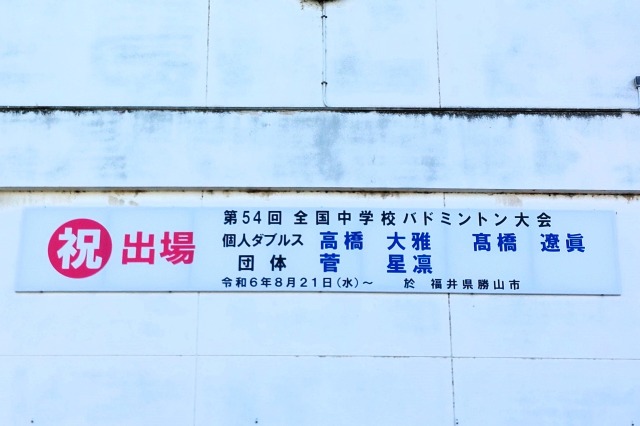 祝 出場
第54回 全国中学校バドミントン大会
個人ダブルス 高橋 大雅 髙橋 遼眞
団体 菅 星凛
令和6年8月21日(水)～ 於 福井県勝山市